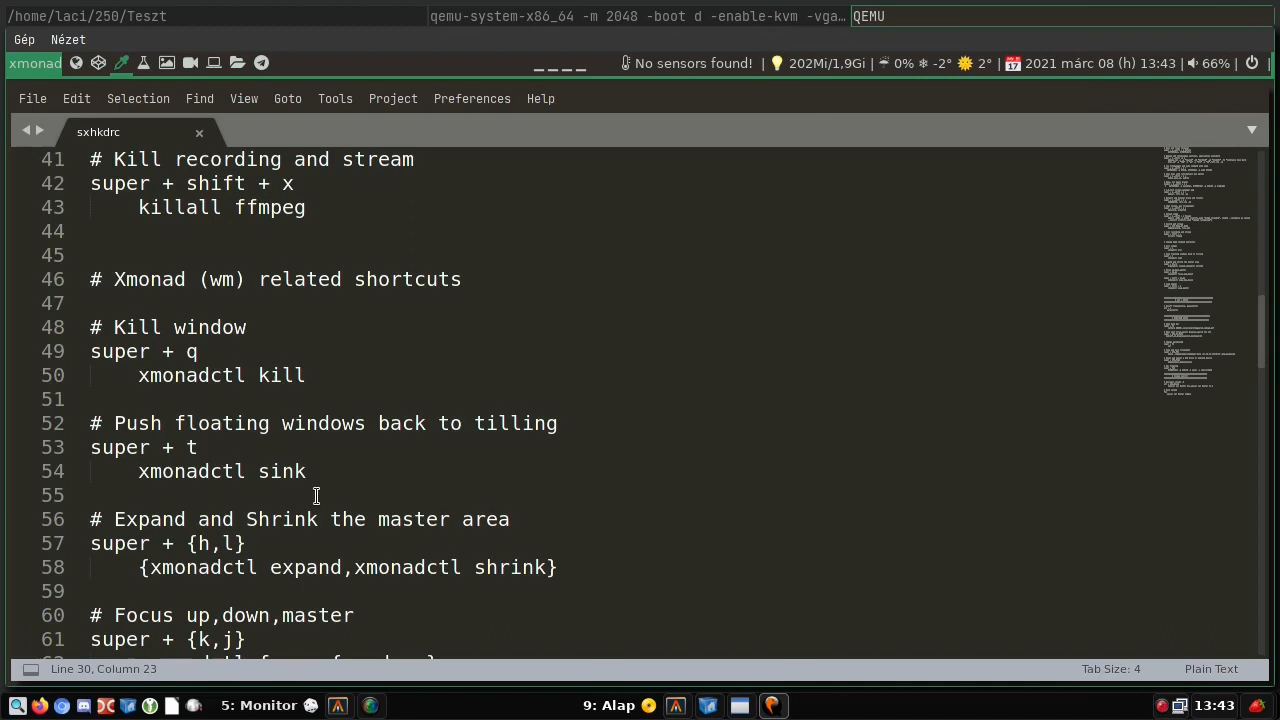 /home/laci/250/Teszt
qemu-system-x86_64 -m 2048 -boot d -enable-kvm -vga…
QEMU
Gép Nézet
xmonad
No sensors found! | 202Mi/1,9Gi | 0% -2° 2° | 2021 márc 08 (h) 13:43 | 66% |
File Edit Selection Find View Goto Tools Project Preferences Help
sxhkdrc
41 # Kill recording and stream
42 super + shift + x
43 killall ffmpeg
44
45
46 # Xmonad (wm) related shortcuts
47
48 # Kill window
49 super + q
50 xmonadctl kill
51
52 # Push floating windows back to tilling
53 super + t
54 xmonadctl sink
55
56 # Expand and Shrink the master area
57 super + {h,l}
58 {xmonadctl expand,xmonadctl shrink}
59
60 # Focus up,down,master
61 super + {k,j}
Line 30, Column 23
Tab Size: 4
Plain Text
5: Monitor
9: Alap
13:43